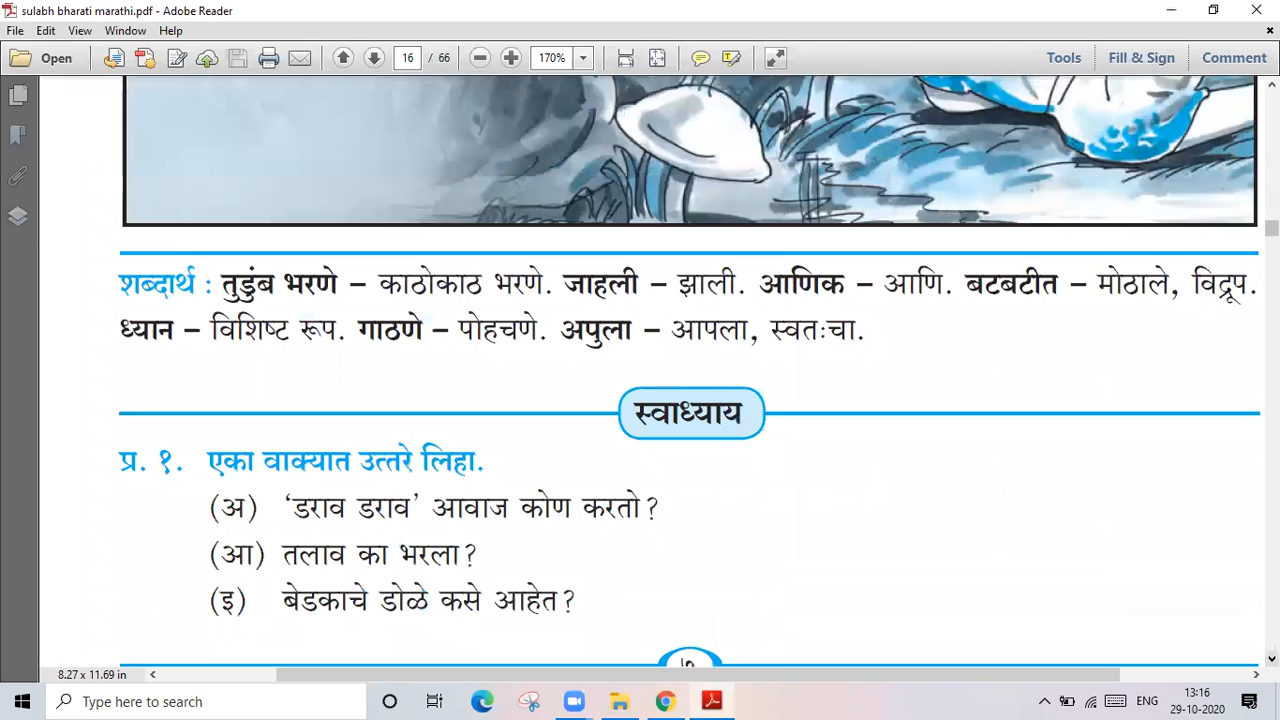 sulabh bharati marathi.pdf - Adobe Reader
File Edit View Window Help
Open 16 / 66 170% Tools Fill & Sign Comment
शब्दार्थ : तुडुंब भरणे – काठोकाठ भरणे. जाहली – झाली. आणिक – आणि. बटबटीत – मोठाले, विद्रूप.
ध्यान – विशिष्ट रूप. गाठणे – पोहचणे. अपुला – आपला, स्वतःचा.
स्वाध्याय
प्र. १. एका वाक्यात उत्तरे लिहा.
(अ) ‘डराव डराव’ आवाज कोण करतो?
(आ) तलाव का भरला?
(इ) बेडकाचे डोळे कसे आहेत?
७
8.27 x 11.69 in
Type here to search
ENG 13:16
29-10-2020